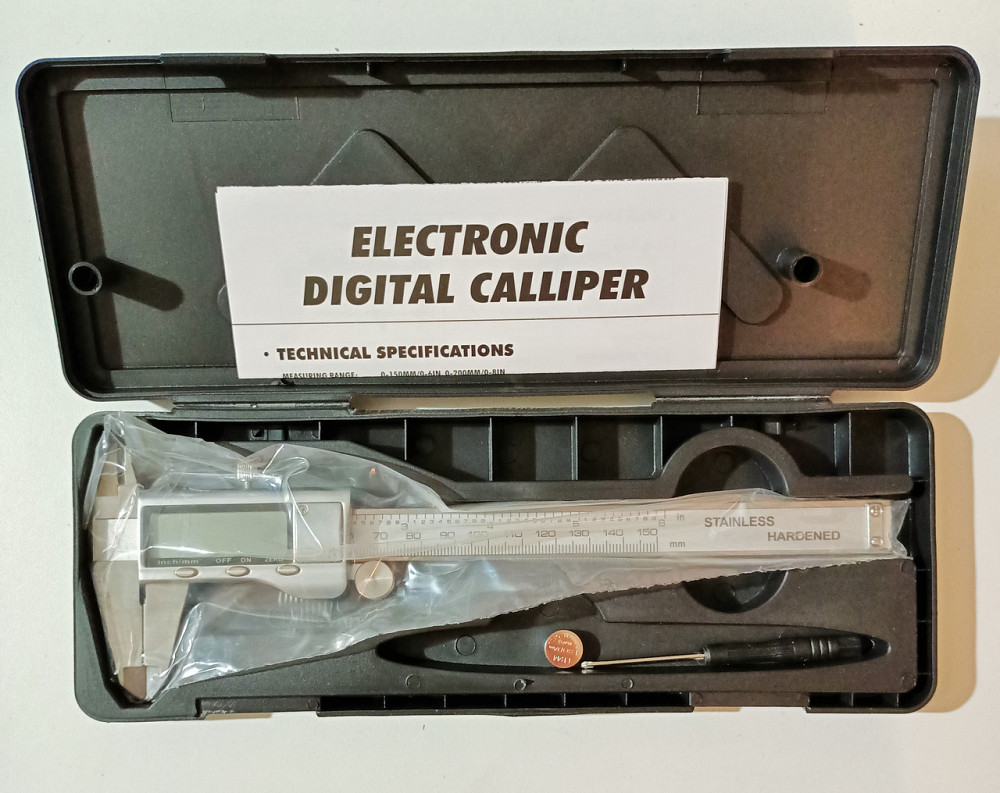 ELECTRONIC
DIGITAL CALLIPER
• TECHNICAL SPECIFICATIONS
MEASURING RANGE: 0-150MM/0-6IN, 0-200MM/0-8IN
in STAINLESS
HARDENED
70 80 90 100 110 120 130 140 150 mm
inch/mm OFF ON ZERO